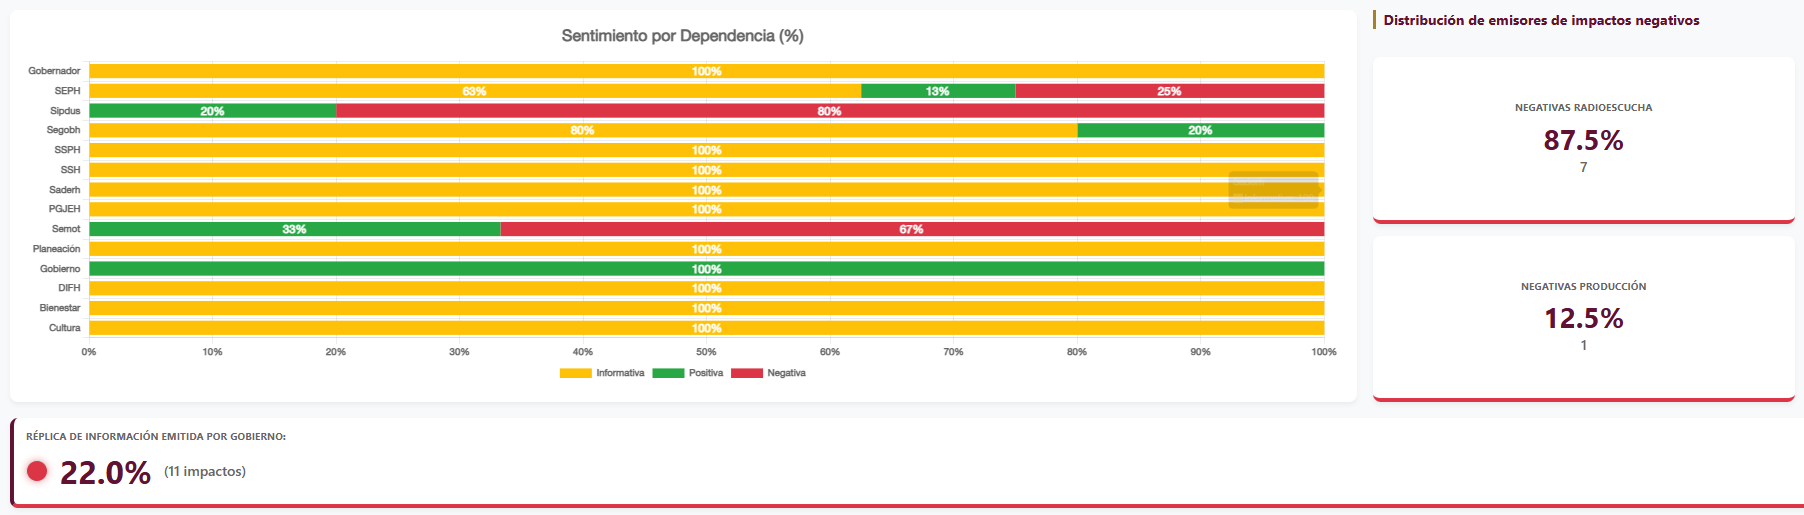 Sentimiento por Dependencia (%)
Gobernador 100%
SEPH 63% 13% 25%
Sipdus 20% 80%
Segobh 80% 20%
SSPH 100%
SSH 100%
Saderh 100%
PGJEH 100%
Semot 33% 67%
Planeación 100%
Gobierno 100%
DIFH 100%
Bienestar 100%
Cultura 100%
0% 10% 20% 30% 40% 50% 60% 70% 80% 90% 100%
Informativa Positiva Negativa
Distribución de emisores de impactos negativos
NEGATIVAS RADIOESCUCHA
87.5%
7
NEGATIVAS PRODUCCIÓN
12.5%
1
RÉPLICA DE INFORMACIÓN EMITIDA POR GOBIERNO:
22.0% (11 impactos)